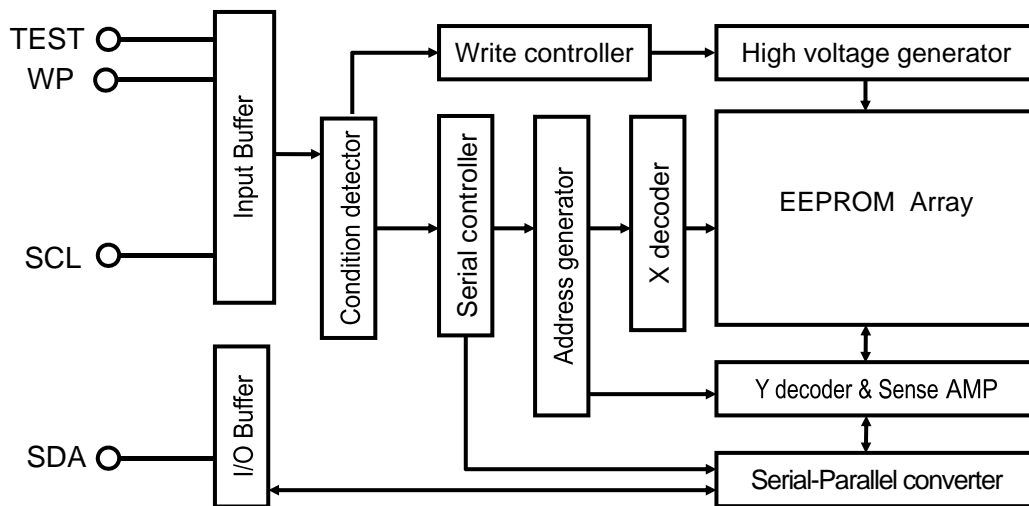 TEST
WP
SCL
SDA
Input Buffer
I/O Buffer
Condition detector
Write controller
High voltage generator
Serial controller
Address generator
X decoder
EEPROM Array
Y decoder & Sense AMP
Serial-Parallel converter